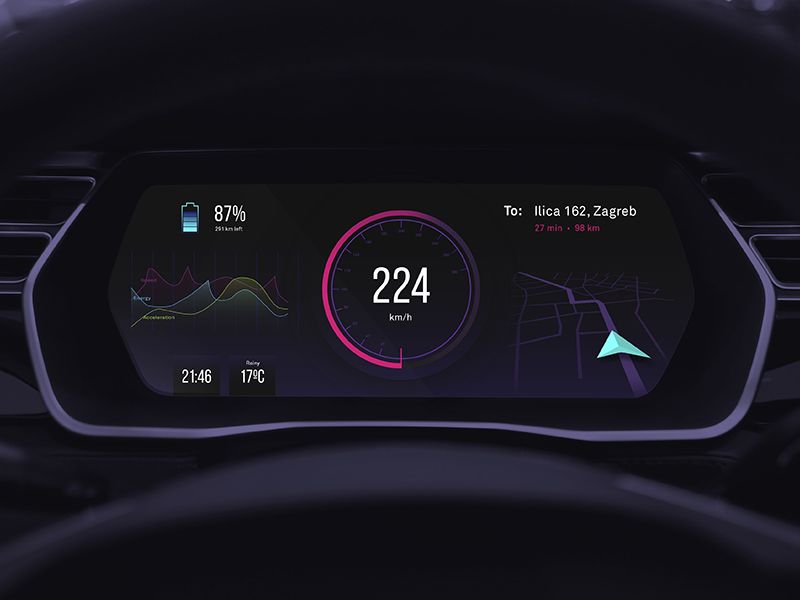 87%
291 km left
To: Ilica 162, Zagreb
27 min • 98 km
Speed
Energy
Acceleration
224
km/h
21:46
Rainy
17ºC